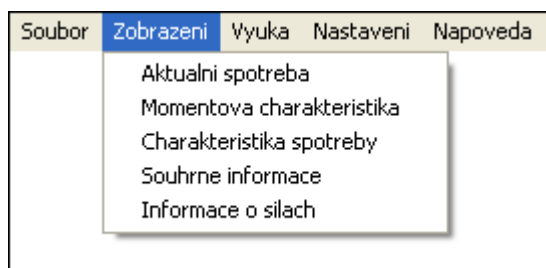 Soubor Zobrazeni Vyuka Nastaveni Napoveda
Aktualni spotreba
Momentova charakteristika
Charakteristika spotreby
Souhrne informace
Informace o silach